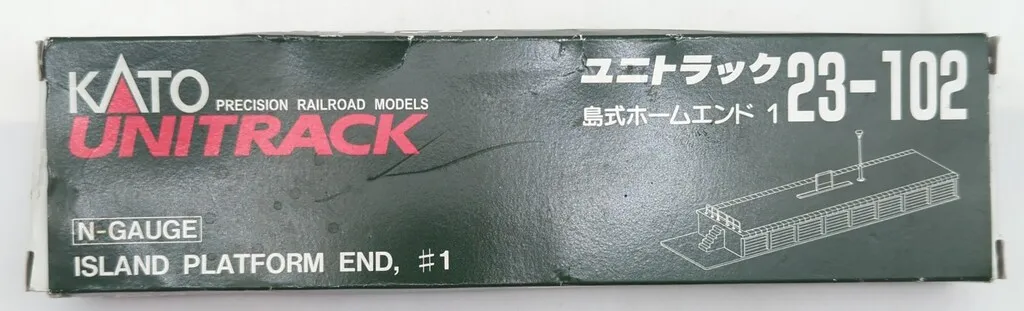 KATO PRECISION RAILROAD MODELS
UNITRACK
ユニトラック 23-102
島式ホームエンド 1
N-GAUGE
ISLAND PLATFORM END, #1